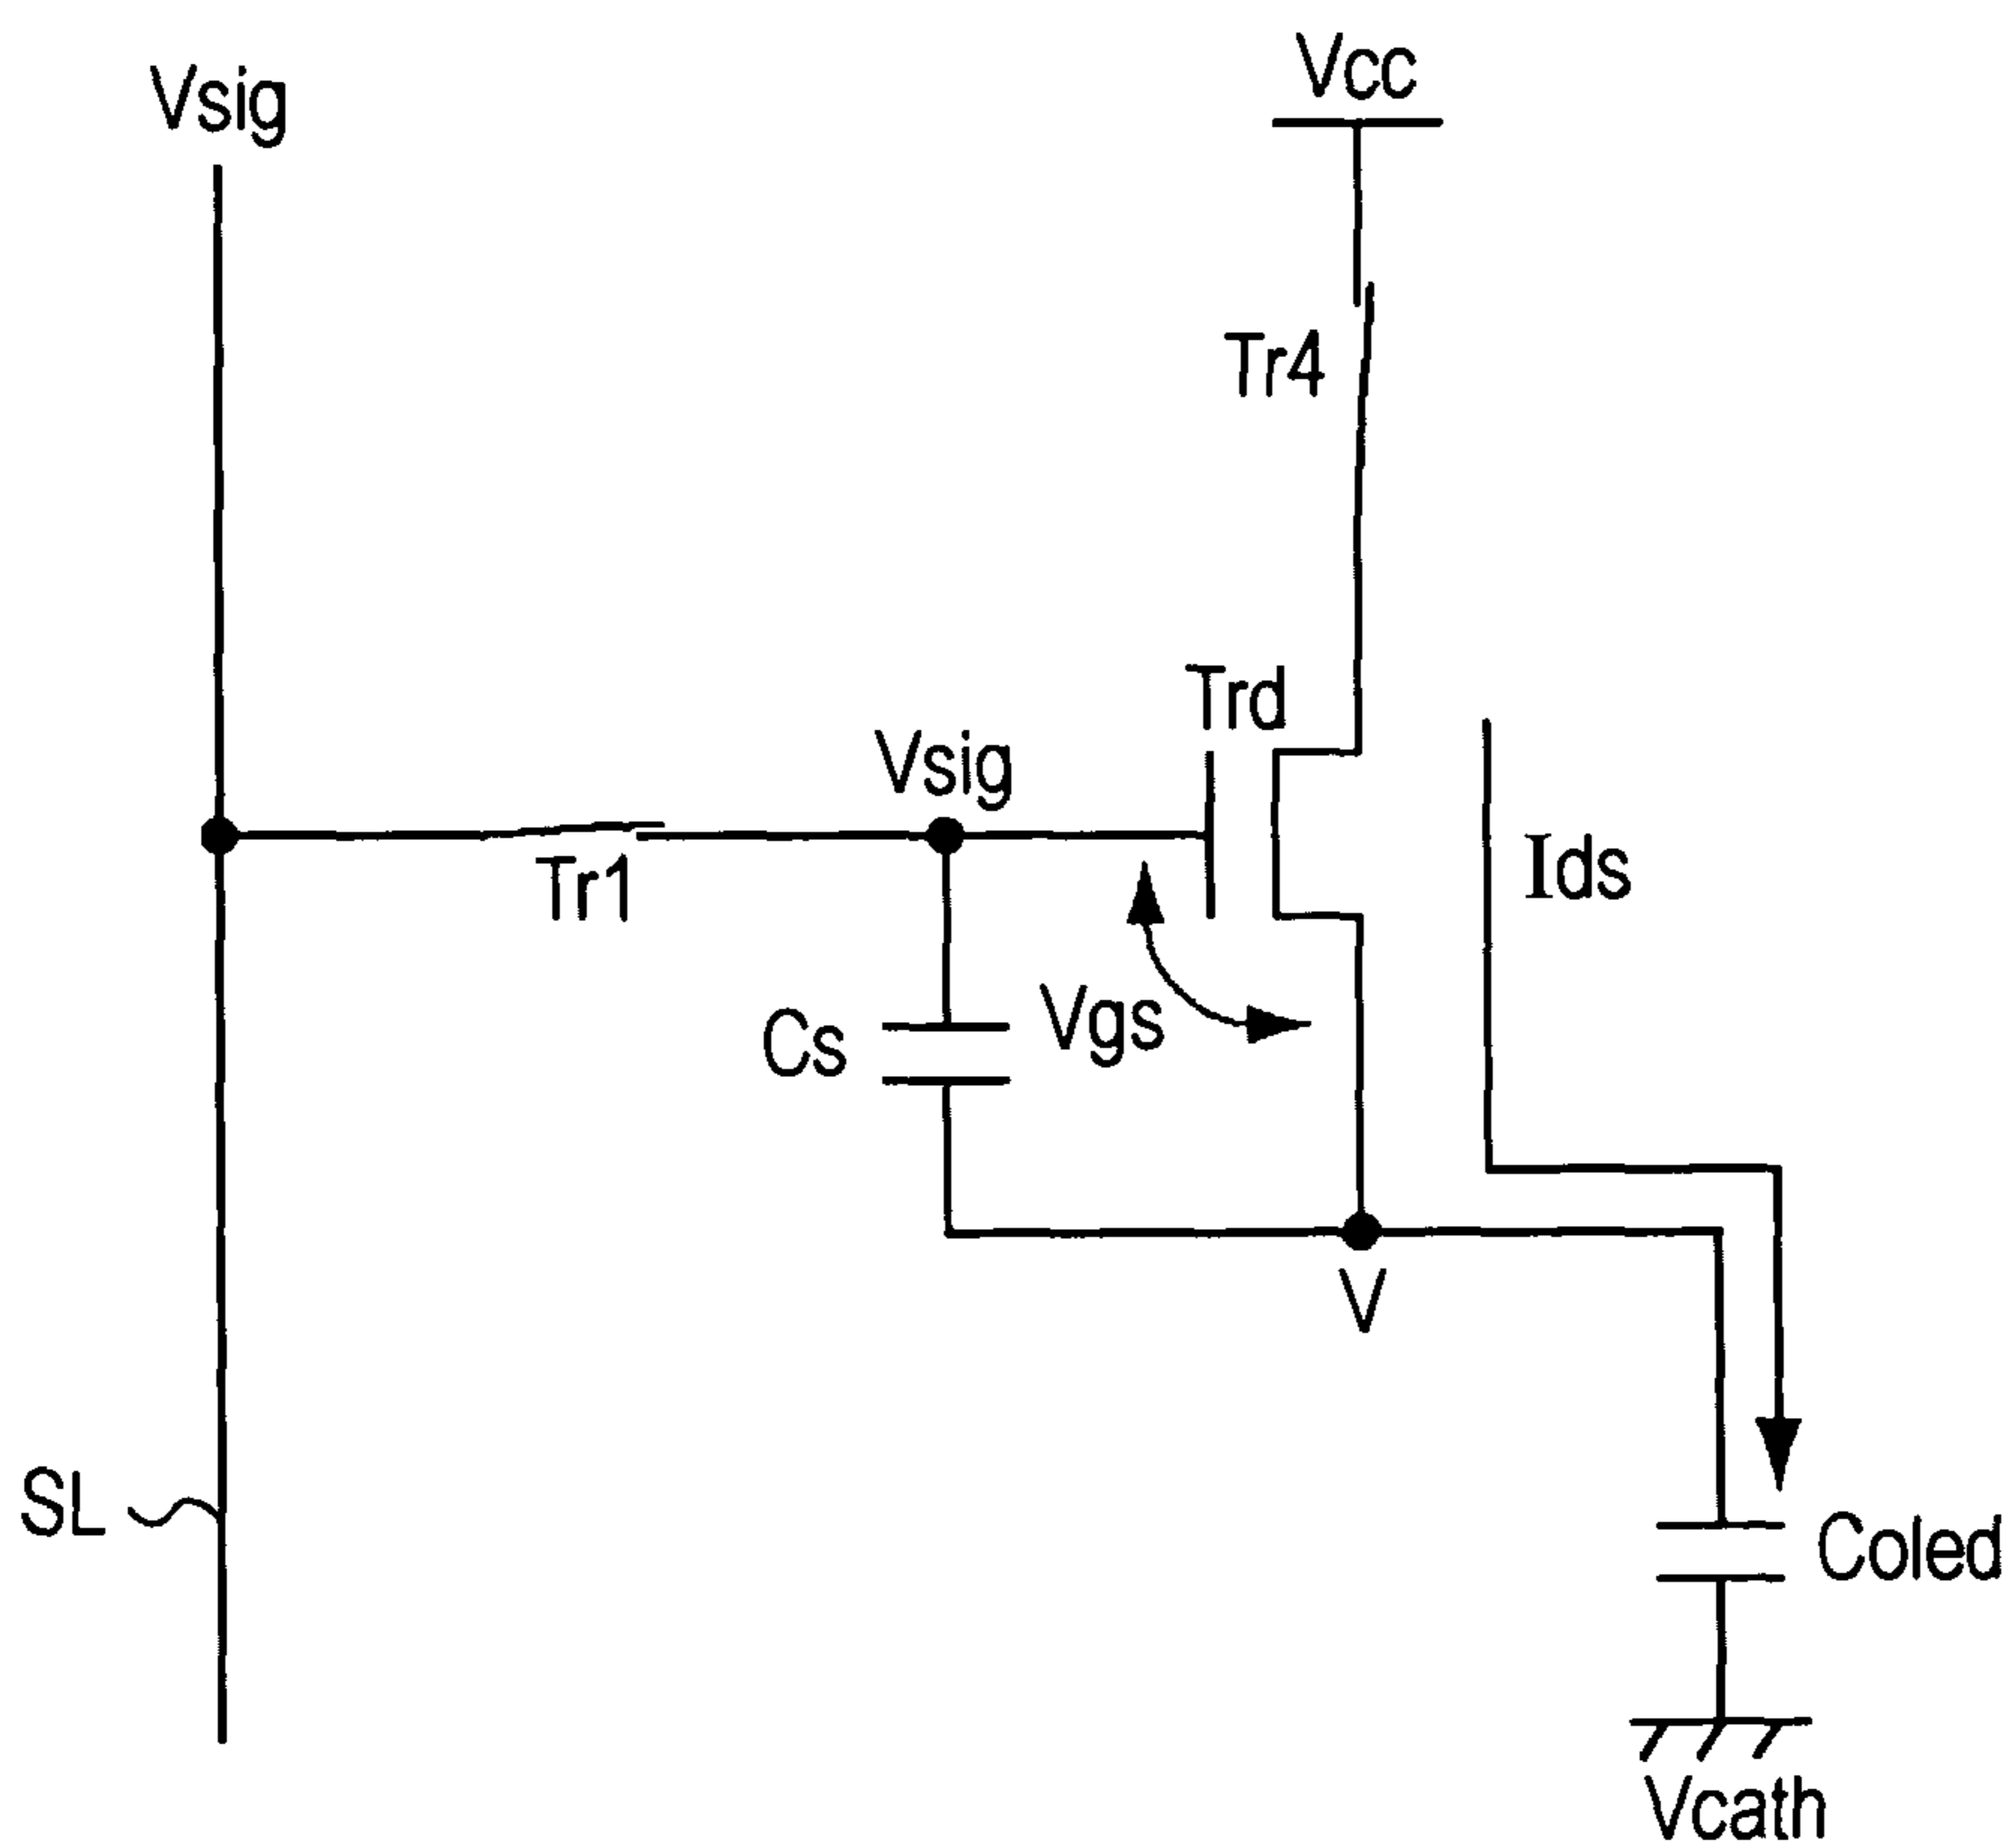 Vsig
Vcc
Tr4
Trd
Vsig
Ids
Tr1
Vgs
Cs
V
SL
Coled
Vcath